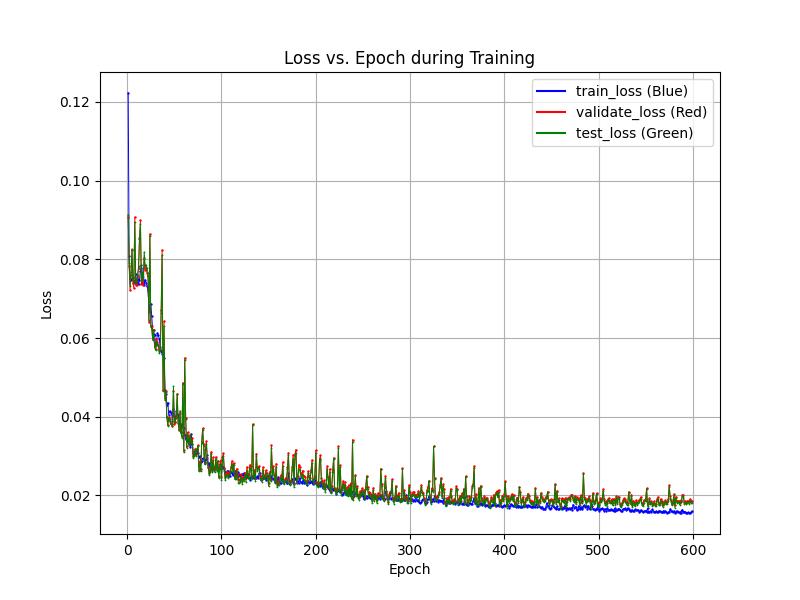 Loss vs. Epoch during Training
train_loss (Blue)
validate_loss (Red)
test_loss (Green)
0.12
0.10
0.08
0.06
0.04
0.02
Loss
0 100 200 300 400 500 600
Epoch